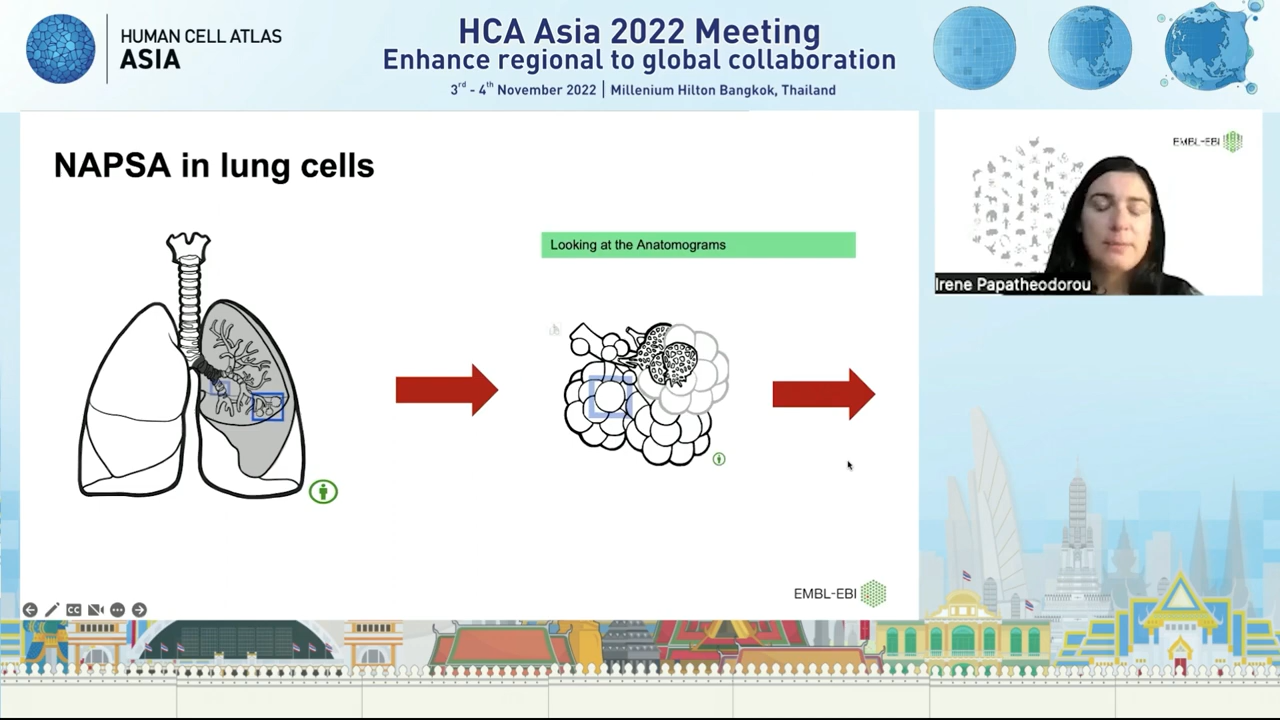 HUMAN CELL ATLAS
ASIA
HCA Asia 2022 Meeting
Enhance regional to global collaboration
3rd - 4th November 2022 | Millenium Hilton Bangkok, Thailand
NAPSA in lung cells
Looking at the Anatomograms
EMBL-EBI
Irene Papatheodorou
EMBL-EBI
CC